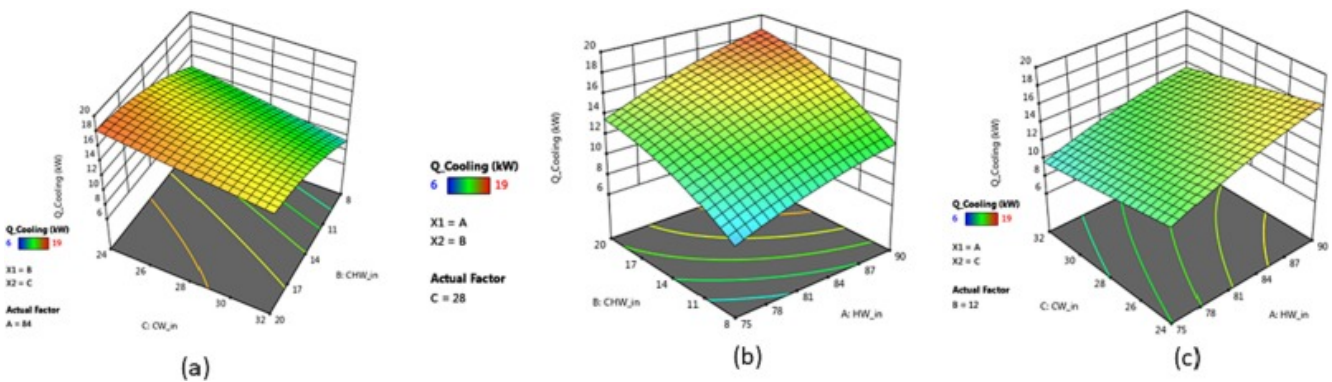 20
18
16
14
12
10
8
6
Q_Cooling (kW)
Q_Cooling (kW)
6 19
X1 = B
X2 = C
Actual Factor
A = 84
24
26
28
30
32
C: CW_in
20
17
14
11
8
B: CHW_in
(a)
20
18
16
14
12
10
8
6
Q_Cooling (kW)
Q_Cooling (kW)
6 19
X1 = A
X2 = B
Actual Factor
C = 28
20
17
14
11
8
B: CHW_in
75
78
81
84
87
90
A: HW_in
(b)
20
18
16
14
12
10
8
6
Q_Cooling (kW)
Q_Cooling (kW)
6 19
X1 = A
X2 = C
Actual Factor
B = 12
32
30
28
26
24
C: CW_in
75
78
81
84
87
90
A: HW_in
(c)